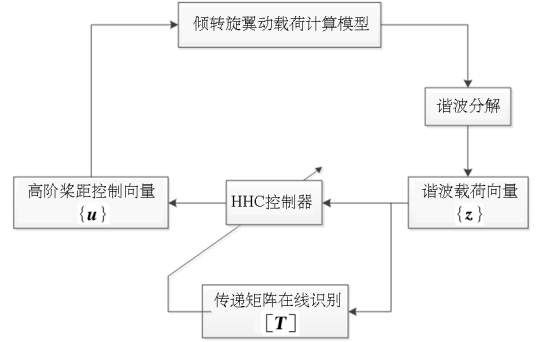 倾转旋翼动载荷计算模型
谐波分解
高阶桨距控制向量
{u}
HHC控制器
谐波载荷向量
{z}
传递矩阵在线识别
[T]